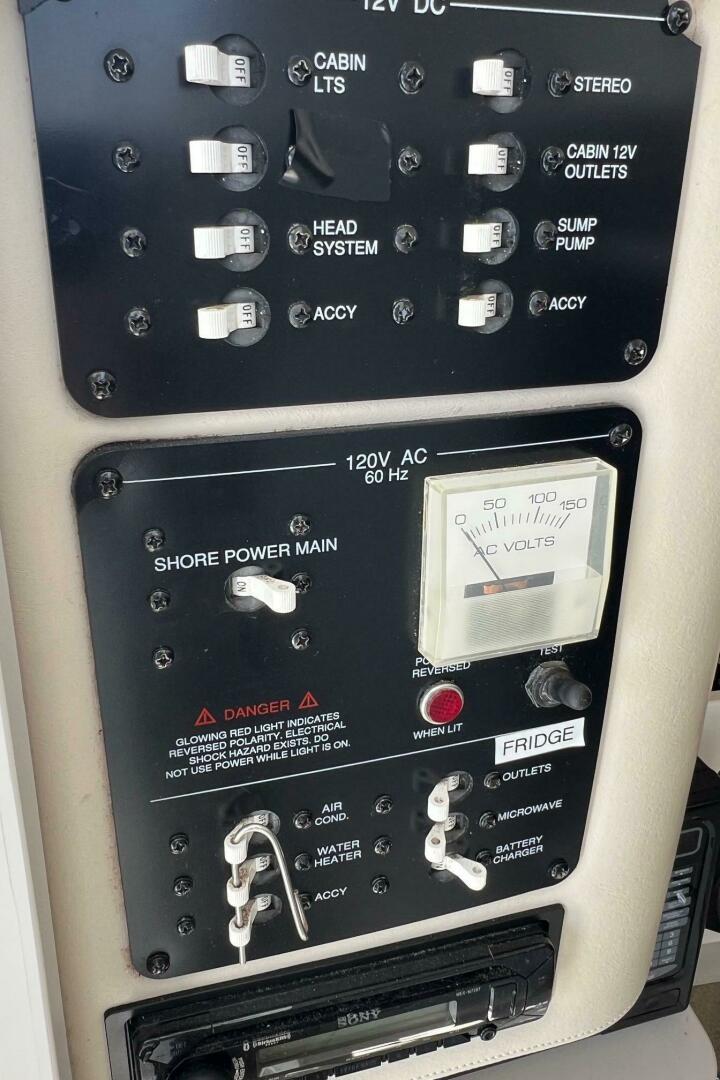 12V DC
OFF
CABIN
LTS
OFF
STEREO
OFF
OFF
CABIN 12V
OUTLETS
OFF
HEAD
SYSTEM
OFF
SUMP
PUMP
OFF
ACCY
OFF
ACCY
120V AC
60 Hz
0 50 100 150
AC VOLTS
SHORE POWER MAIN
ON
REVERSED
TEST
WHEN LIT
DANGER
GLOWING RED LIGHT INDICATES
REVERSED POLARITY. ELECTRICAL
SHOCK HAZARD EXISTS. DO
NOT USE POWER WHILE LIGHT IS ON.
FRIDGE
OUTLETS
AIR
COND.
MICROWAVE
WATER
HEATER
BATTERY
CHARGER
ACCY
SONY